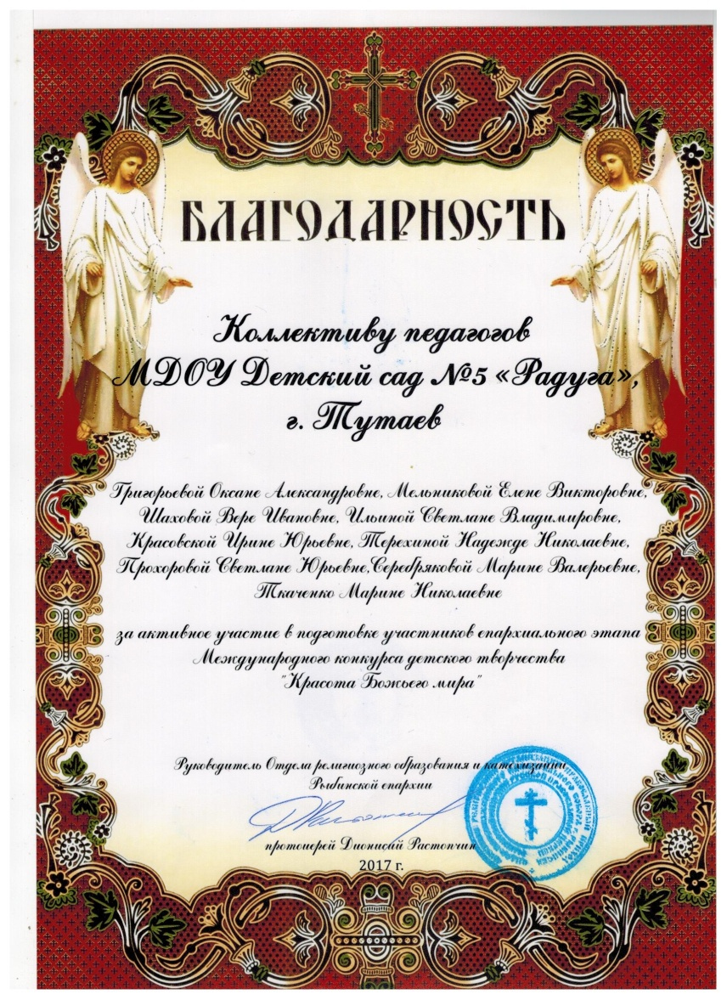 БЛАГОДАРНОСТЬ
Коллективу педагогов
МДОУ Детский сад №5 «Радуга»,
г. Тутаев
Григорьевой Оксане Александровне, Мельниковой Елене Викторовне,
Шаховой Вере Ивановне, Ильиной Светлане Владимировне,
Красовской Ирине Юрьевне, Терехиной Надежде Николаевне,
Прохоровой Светлане Юрьевне,Серебряковой Марине Валерьевне,
Ткаченко Марине Николаевне
за активное участие в подготовке участников епархиального этапа
Международного конкурса детского творчества
"Красота Божьего мира"
Руководитель Отдела религиозного образования и катехизации
Рыбинской епархии
протоиерей Дионисий Растопчин
2017 г.